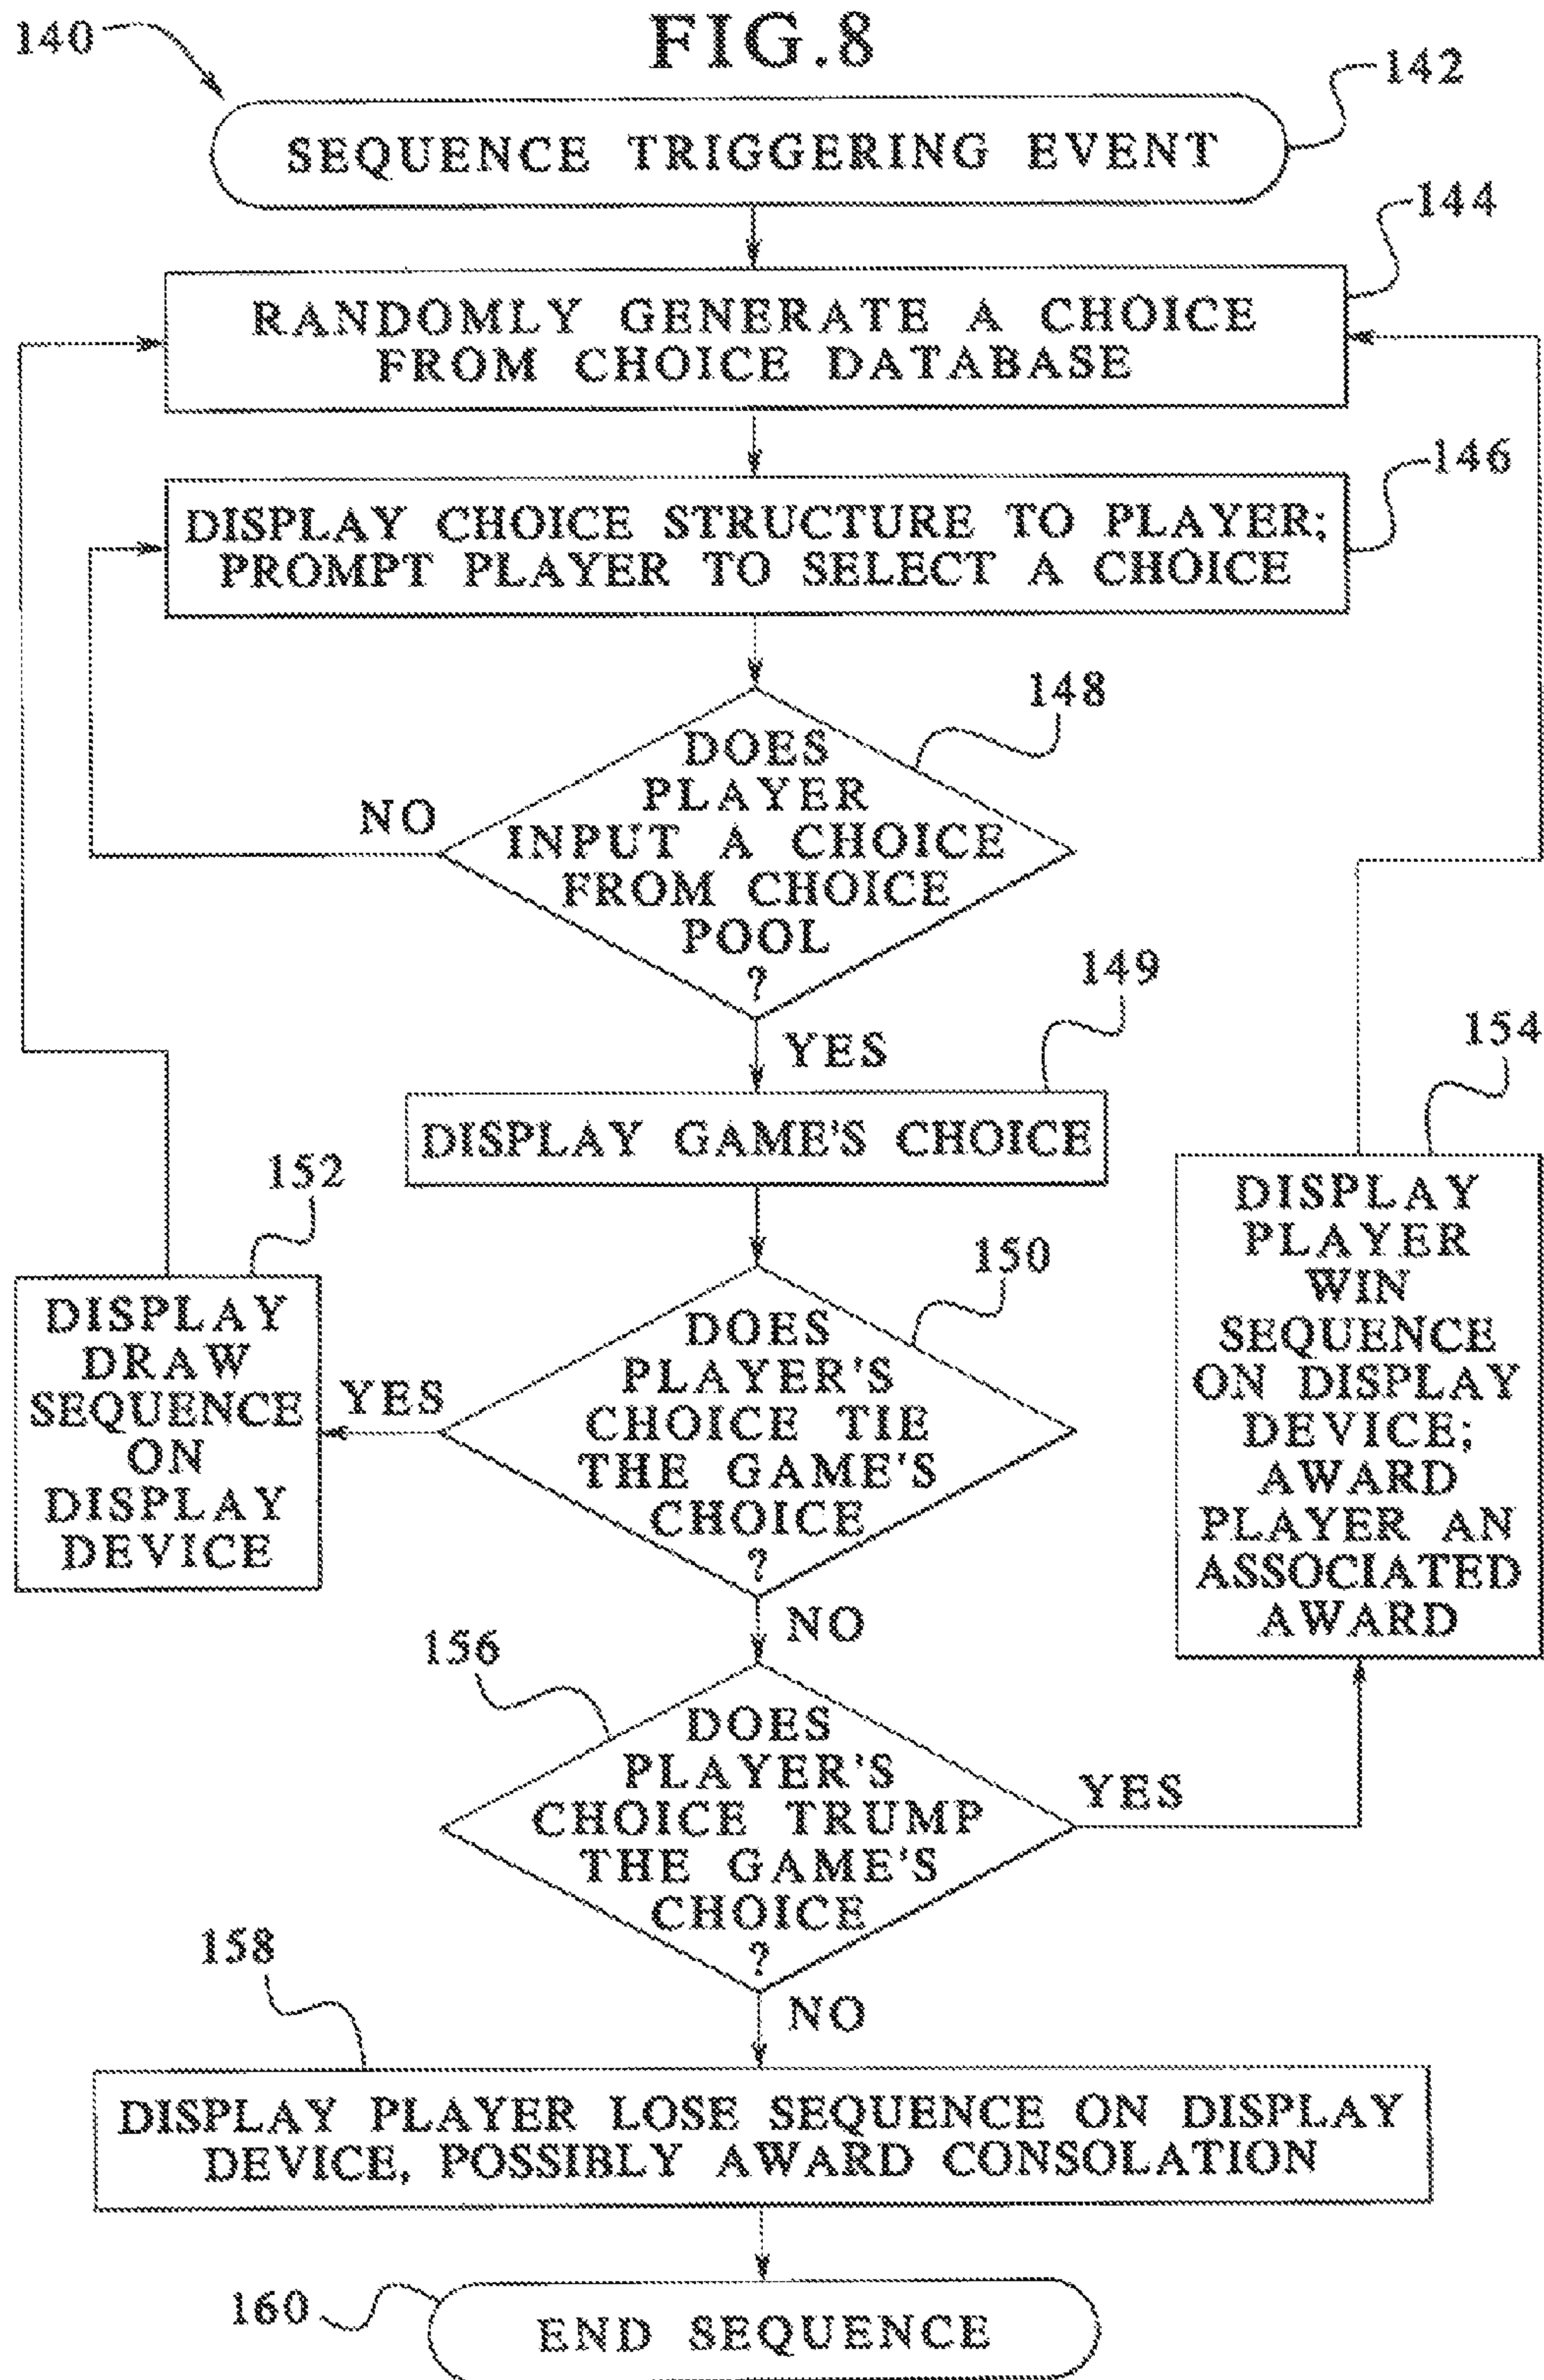 FIG.8
140
142
SEQUENCE TRIGGERING EVENT
144
RANDOMLY GENERATE A CHOICE
FROM CHOICE DATABASE
146
DISPLAY CHOICE STRUCTURE TO PLAYER;
PROMPT PLAYER TO SELECT A CHOICE
148
DOES
PLAYER
INPUT A CHOICE
FROM CHOICE
POOL
?
NO
YES
149
DISPLAY GAME'S CHOICE
152
DISPLAY
DRAW
SEQUENCE
ON
DISPLAY
DEVICE
YES
150
DOES
PLAYER'S
CHOICE TIE
THE GAME'S
CHOICE
?
NO
154
DISPLAY
PLAYER
WIN
SEQUENCE
ON DISPLAY
DEVICE;
AWARD
PLAYER AN
ASSOCIATED
AWARD
156
DOES
PLAYER'S
CHOICE TRUMP
THE GAME'S
CHOICE
?
YES
NO
158
DISPLAY PLAYER LOSE SEQUENCE ON DISPLAY
DEVICE, POSSIBLY AWARD CONSOLATION
160
END SEQUENCE